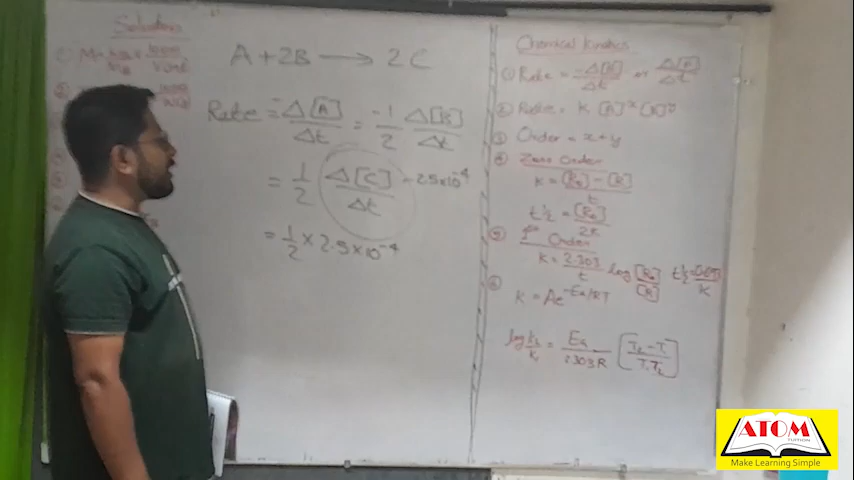 Solutions
A + 2B → 2C
Rate = -Δ[A]/Δt = -1/2 Δ[B]/Δt
= 1/2 Δ[C]/Δt - 2.5×10⁻⁴
= 1/2 × 2.5×10⁻⁴
Chemical Kinetics
① Rate = -Δ[R]/Δt or Δ[P]/Δt
② Rate = k [A]ˣ [B]ʸ
③ Order = x+y
④ Zero Order
k = [R₀] - [R]/t
t½ = [R₀]/2k
⑤ 1st Order
k = 2.303/t log [R₀]/[R] t½ = 0.693/k
⑥ K = Ae^-Ea/RT
log k₂/k₁ = Ea/2.303R [T₂-T₁/T₁T₂]
ATOM
TUITION
Make Learning Simple